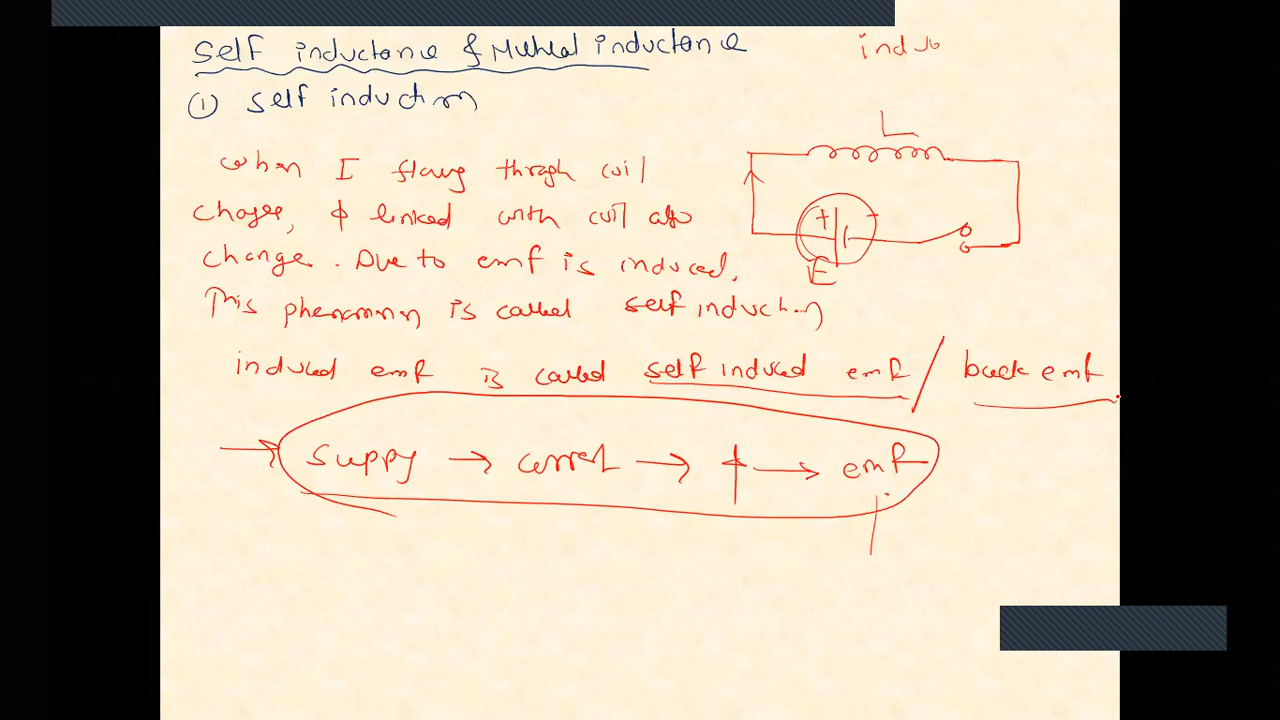 Self inductance & Mutual inductance
indu
① Self induction
L
when I flowing through coil
changes, ϕ linked with coil also
+ -
change. Due to emf is induced.
E
This phenomenon is called self induction
induced emf is called self induced emf / back emf
→ Suppy → current → ϕ → emf